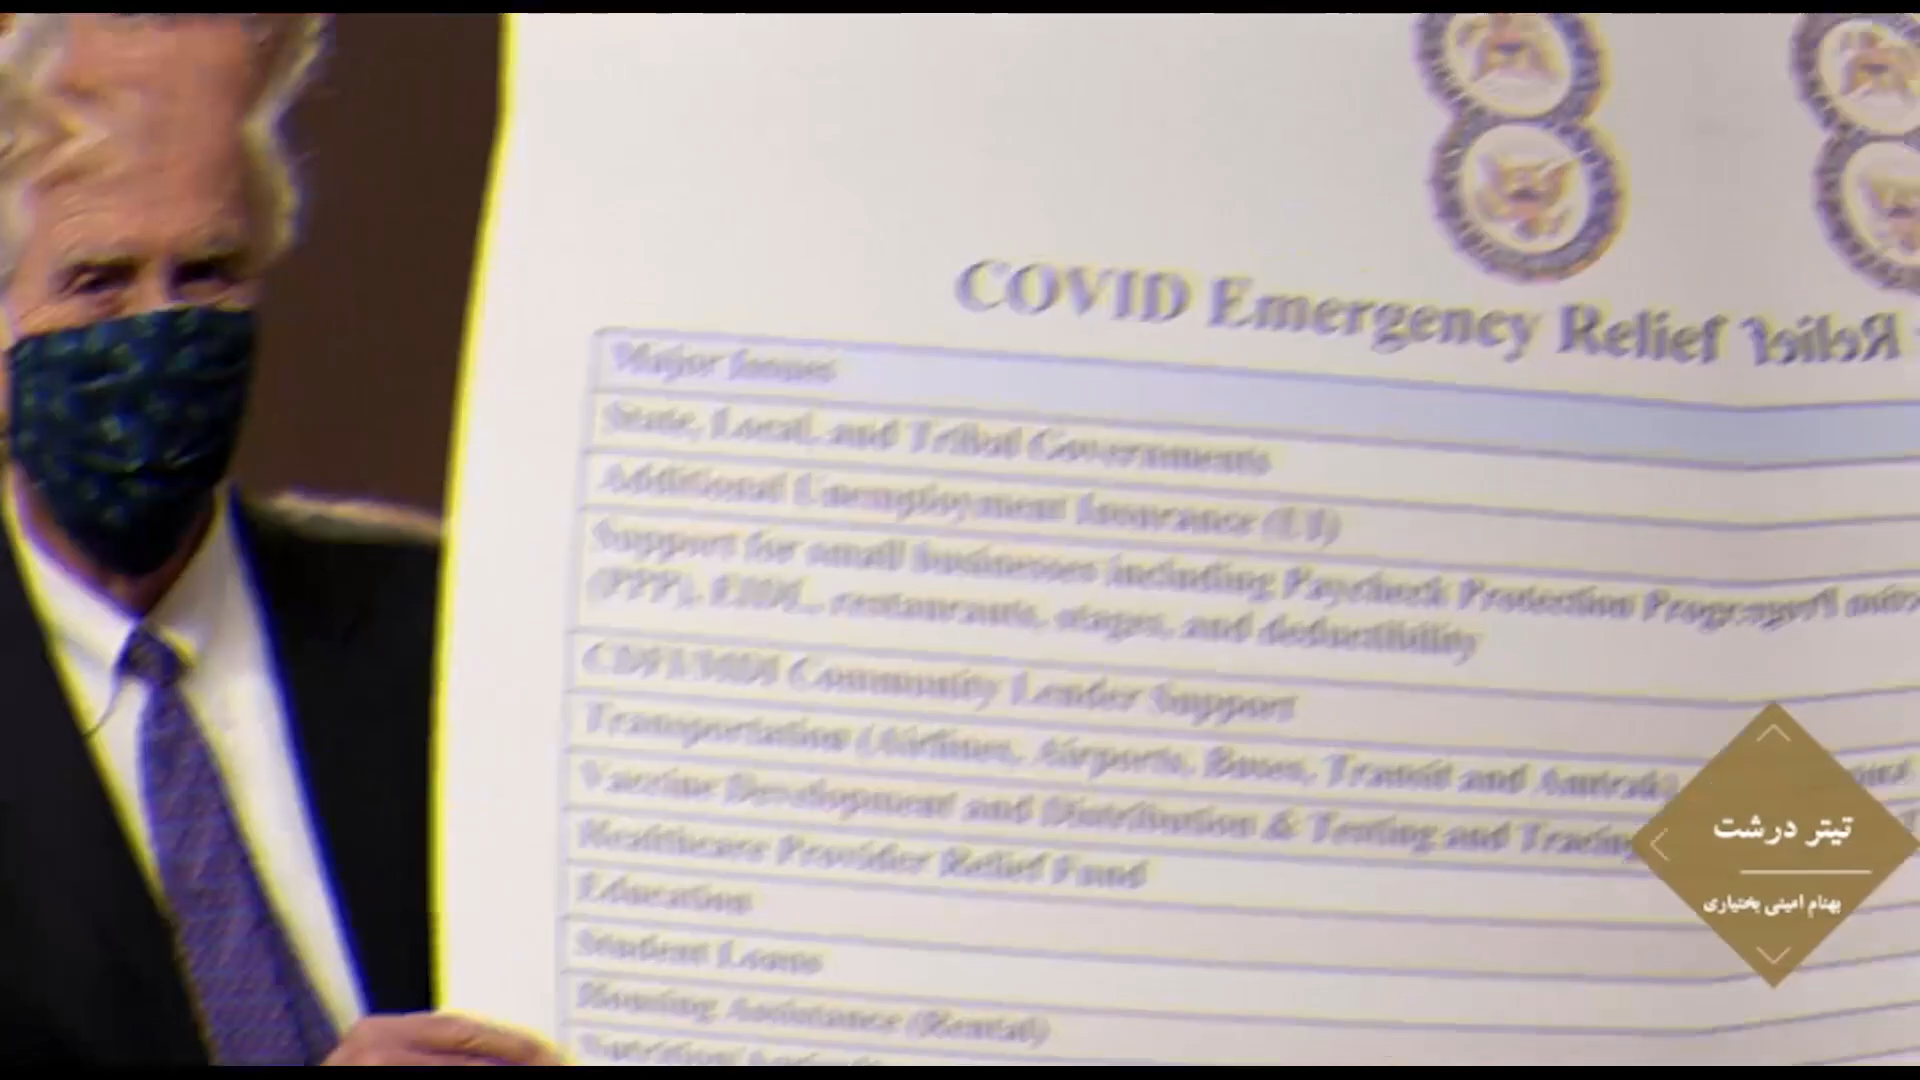 COVID Emergency Relief
Major Issues
State, Local, and Tribal Governments
Additional Unemployment Insurance (UI)
Support for small businesses including Paycheck Protection Program
(PPP), EIDL, restaurants, stages, and deductibility
CDFI/MDI Community Lender Support
Transportation (Airlines, Airports, Buses, Transit and Amtrak)
Vaccine Development and Distribution & Testing and Tracing
Healthcare Provider Relief Fund
Education
Student Loans
Housing Assistance (Rental)
تیتر درشت
بهنام امینی بختیاری